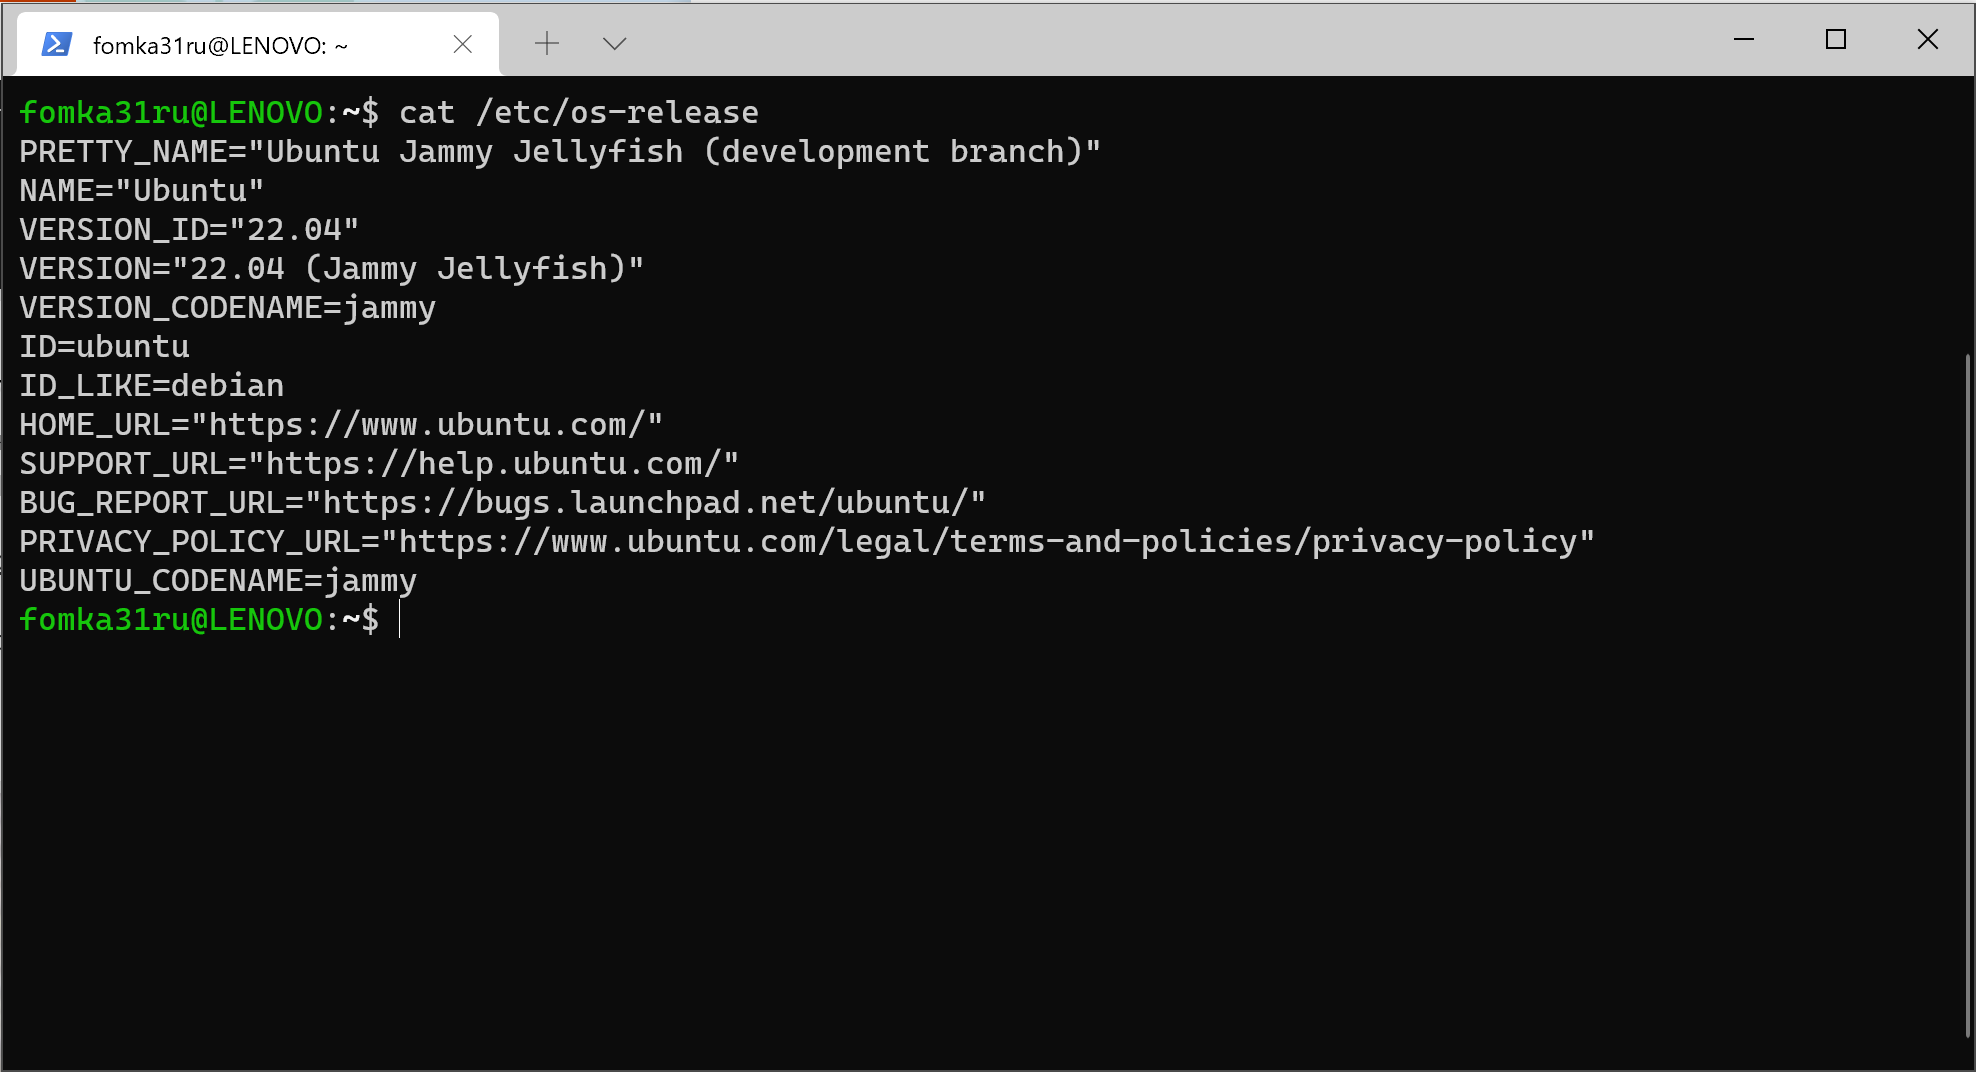 fomka31ru@LENOVO: ~
fomka31ru@LENOVO:~$ cat /etc/os-release
PRETTY_NAME="Ubuntu Jammy Jellyfish (development branch)"
NAME="Ubuntu"
VERSION_ID="22.04"
VERSION="22.04 (Jammy Jellyfish)"
VERSION_CODENAME=jammy
ID=ubuntu
ID_LIKE=debian
HOME_URL="https://www.ubuntu.com/"
SUPPORT_URL="https://help.ubuntu.com/"
BUG_REPORT_URL="https://bugs.launchpad.net/ubuntu/"
PRIVACY_POLICY_URL="https://www.ubuntu.com/legal/terms-and-policies/privacy-policy"
UBUNTU_CODENAME=jammy
fomka31ru@LENOVO:~$